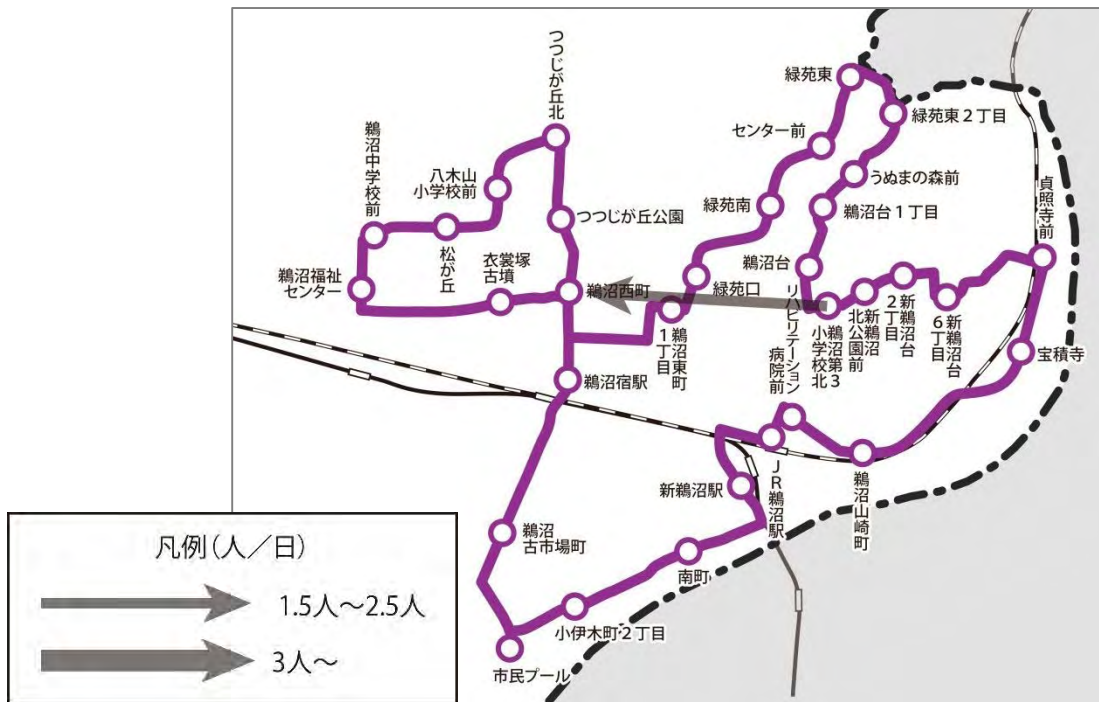 つつじが丘北
緑苑東
緑苑東2丁目
センター前
鵜沼中学校前
八木山
小学校前
うぬまの森前
貞照寺前
緑苑南
鵜沼台1丁目
つつじが丘公園
松が丘
衣裳塚
古墳
鵜沼福祉
センター
鵜沼西町
緑苑口
鵜沼台
リハビリテーション
病院前
鵜沼第3
小学校北
新鵜沼
北公園前
新鵜沼台
2丁目
新鵜沼台
6丁目
鵜沼東町
1丁目
宝積寺
鵜沼宿駅
JR鵜沼駅
鵜沼山崎町
新鵜沼駅
鵜沼
古市場町
南町
小伊木町2丁目
市民プール
凡例(人/日)
1.5人~2.5人
3人~